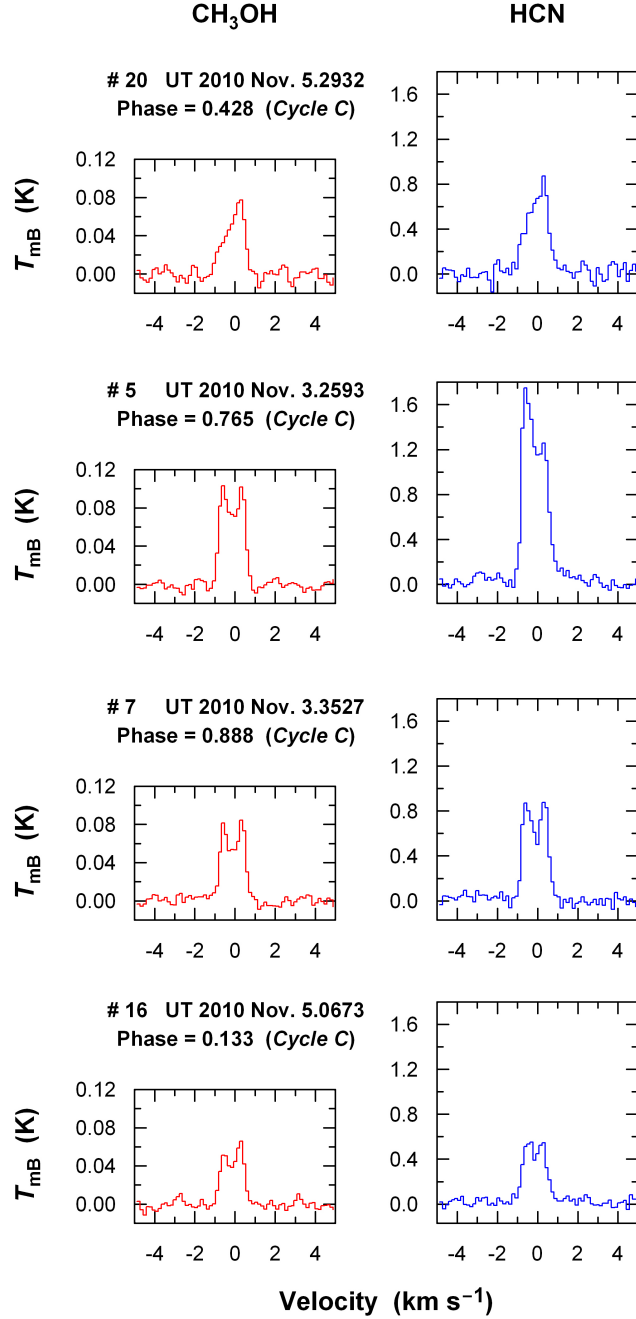 CH₃OH HCN
# 20 UT 2010 Nov. 5.2932
Phase = 0.428 (Cycle C)
TmB (K)
0.12
0.08
0.04
0.00
-4 -2 0 2 4
1.6
1.2
0.8
0.4
0.0
-4 -2 0 2 4
# 5 UT 2010 Nov. 3.2593
Phase = 0.765 (Cycle C)
TmB (K)
0.12
0.08
0.04
0.00
-4 -2 0 2 4
1.6
1.2
0.8
0.4
0.0
-4 -2 0 2 4
# 7 UT 2010 Nov. 3.3527
Phase = 0.888 (Cycle C)
TmB (K)
0.12
0.08
0.04
0.00
-4 -2 0 2 4
1.6
1.2
0.8
0.4
0.0
-4 -2 0 2 4
# 16 UT 2010 Nov. 5.0673
Phase = 0.133 (Cycle C)
TmB (K)
0.12
0.08
0.04
0.00
-4 -2 0 2 4
1.6
1.2
0.8
0.4
0.0
-4 -2 0 2 4
Velocity (km s⁻¹)